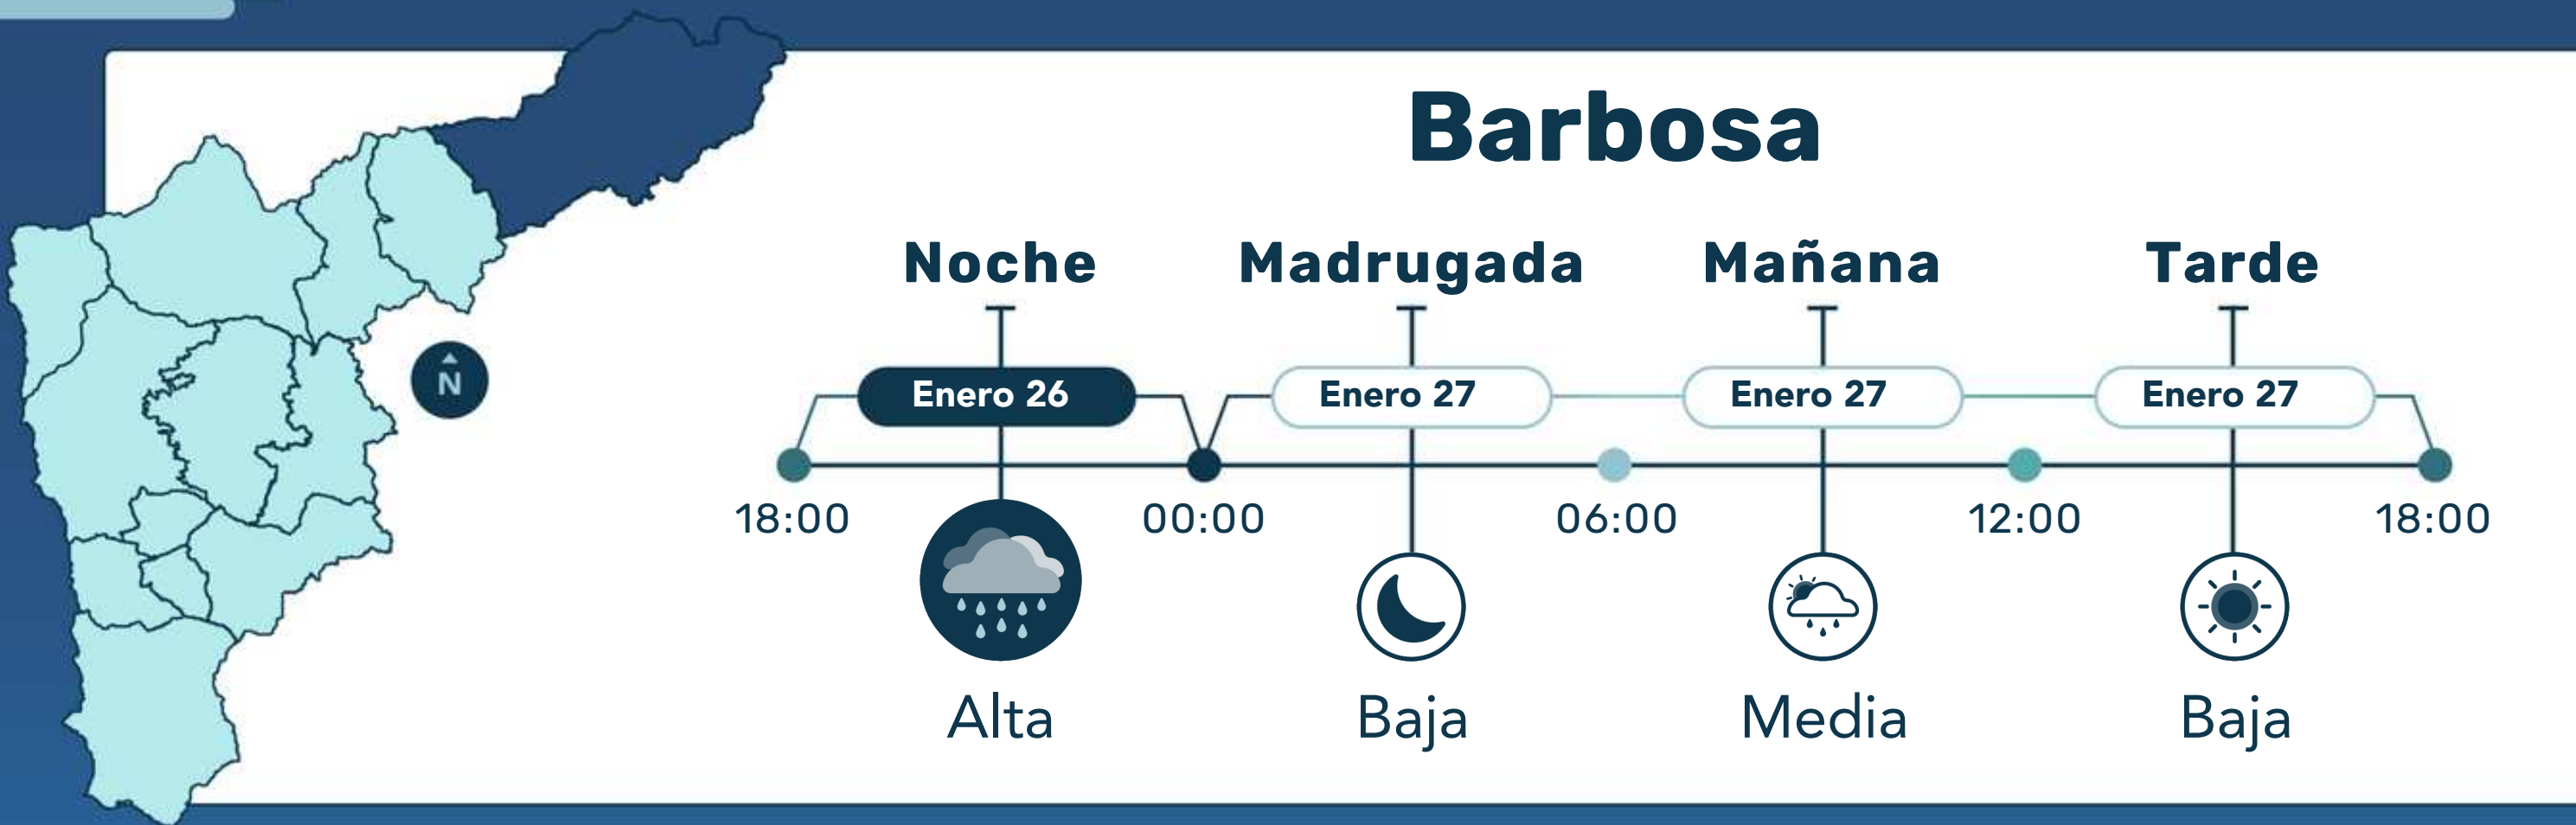 Barbosa
Noche Madrugada Mañana Tarde
Enero 26 Enero 27 Enero 27 Enero 27
N
18:00 00:00 06:00 12:00 18:00
Alta Baja Media Baja